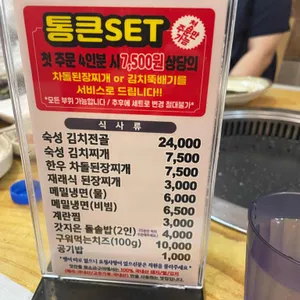 통큰SET
첫 주문 4인분 시 7,500원 상당의
차돌된장찌개 or 김치뚝배기를
서비스로 드립니다!!
*모든 부위 가능합니다! / 추후에 세트로 변경 절대불가*
식 사 류
숙성 김치전골 24,000
숙성 김치찌개 7,500
한우 차돌된장찌개 7,500
재래식 된장찌개 3,000
메밀냉면(물) 6,000
메밀냉면(비빔) 6,500
계란찜 4,000
갓지은 돌솥밥(2인) 10,000
구워먹는치즈(100g) 10,000
공기밥 1,000